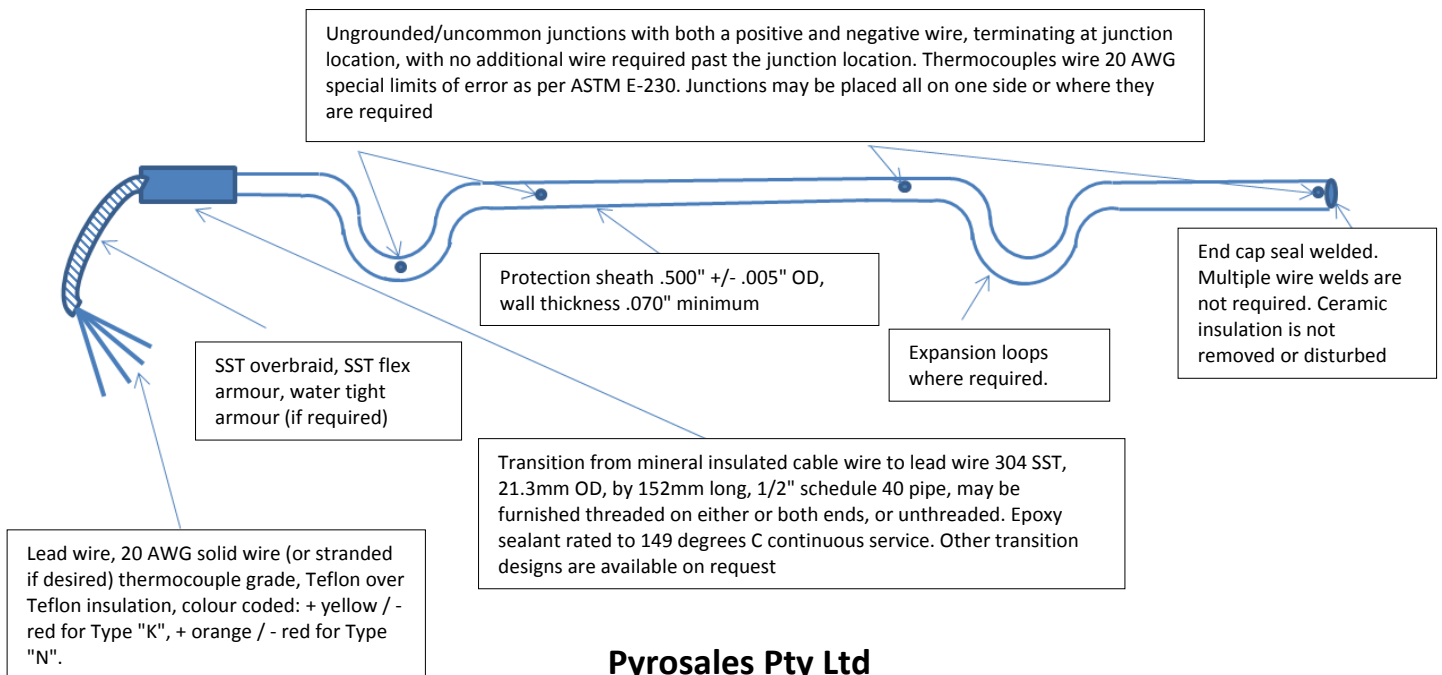 Ungrounded/uncommon junctions with both a positive and negative wire, terminating at junction
location, with no additional wire required past the junction location. Thermocouples wire 20 AWG
special limits of error as per ASTM E-230. Junctions may be placed all on one side or where they
are required
Protection sheath .500" +/- .005" OD,
wall thickness .070" minimum
End cap seal welded.
Multiple wire welds are
not required. Ceramic
insulation is not
removed or disturbed
SST overbraid, SST flex
armour, water tight
armour (if required)
Expansion loops
where required.
Transition from mineral insulated cable wire to lead wire 304 SST,
21.3mm OD, by 152mm long, 1/2" schedule 40 pipe, may be
furnished threaded on either or both ends, or unthreaded. Epoxy
sealant rated to 149 degrees C continuous service. Other transition
designs are available on request
Lead wire, 20 AWG solid wire (or stranded
if desired) thermocouple grade, Teflon over
Teflon insulation, colour coded: + yellow / -
red for Type "K", + orange / - red for Type
"N".
Pyrosales Pty Ltd